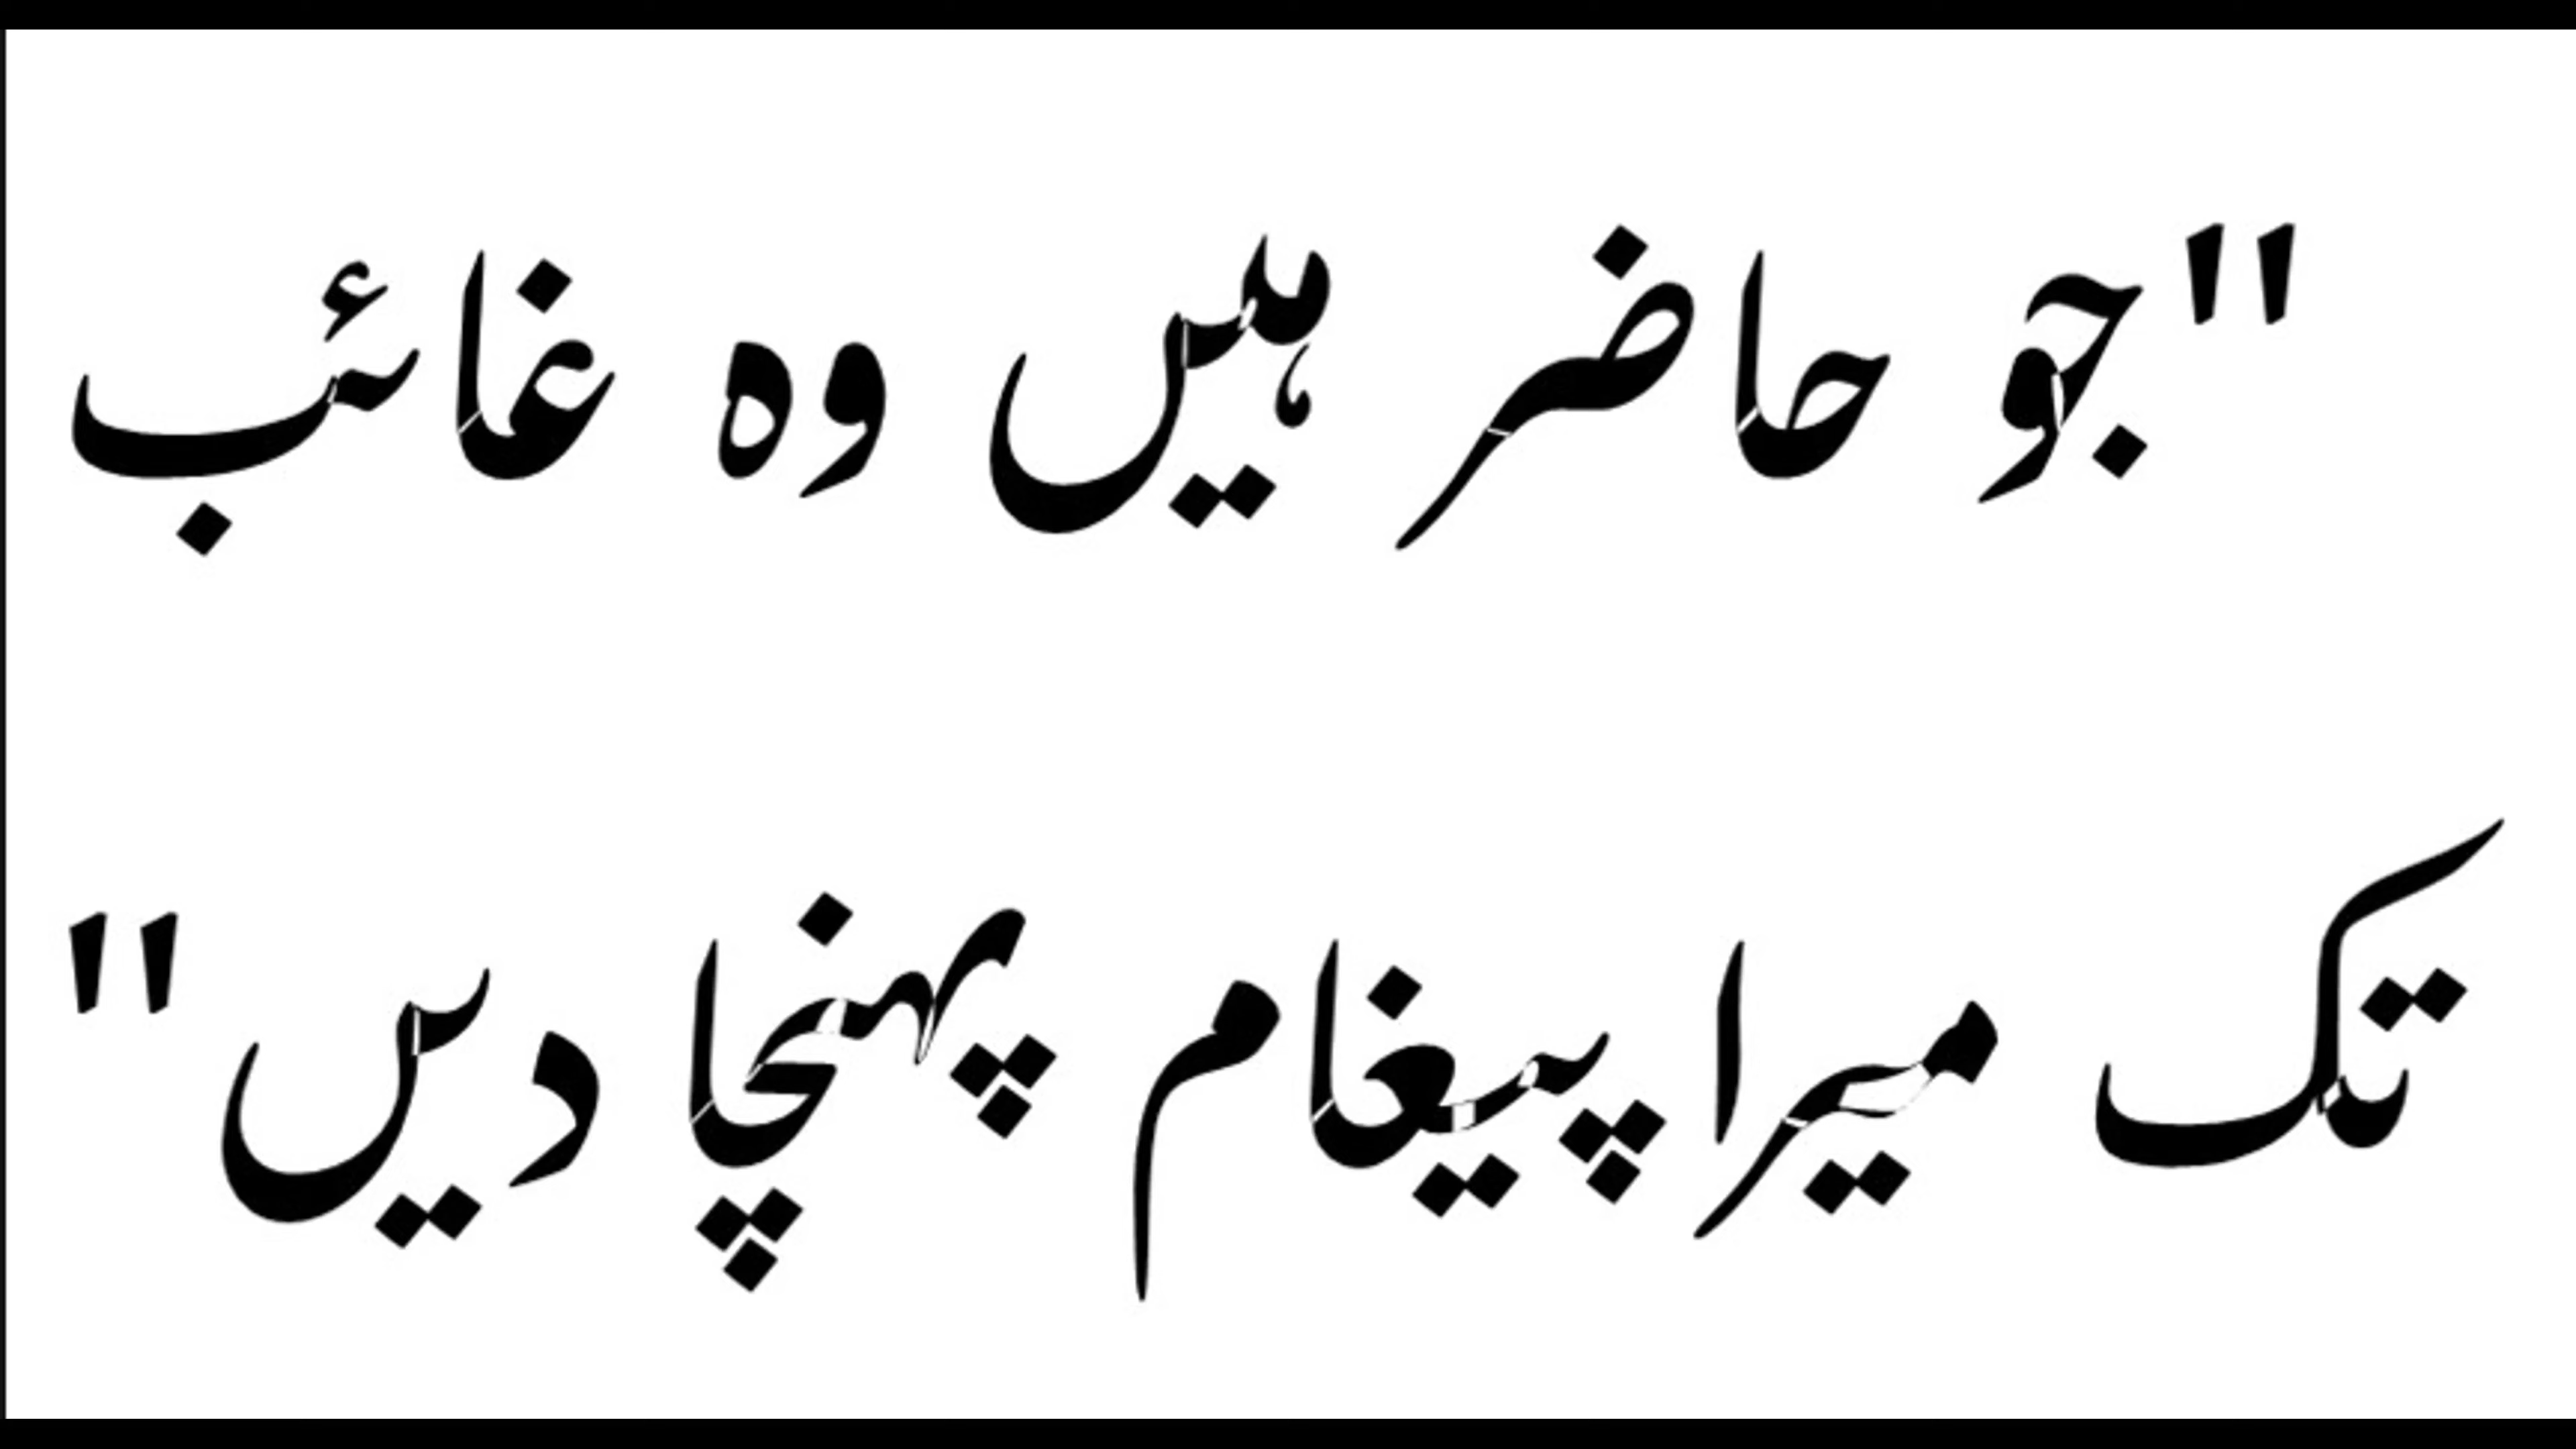 "جو حاضر ہیں وہ غائب
تک میرا پیغام پہنچا دیں"